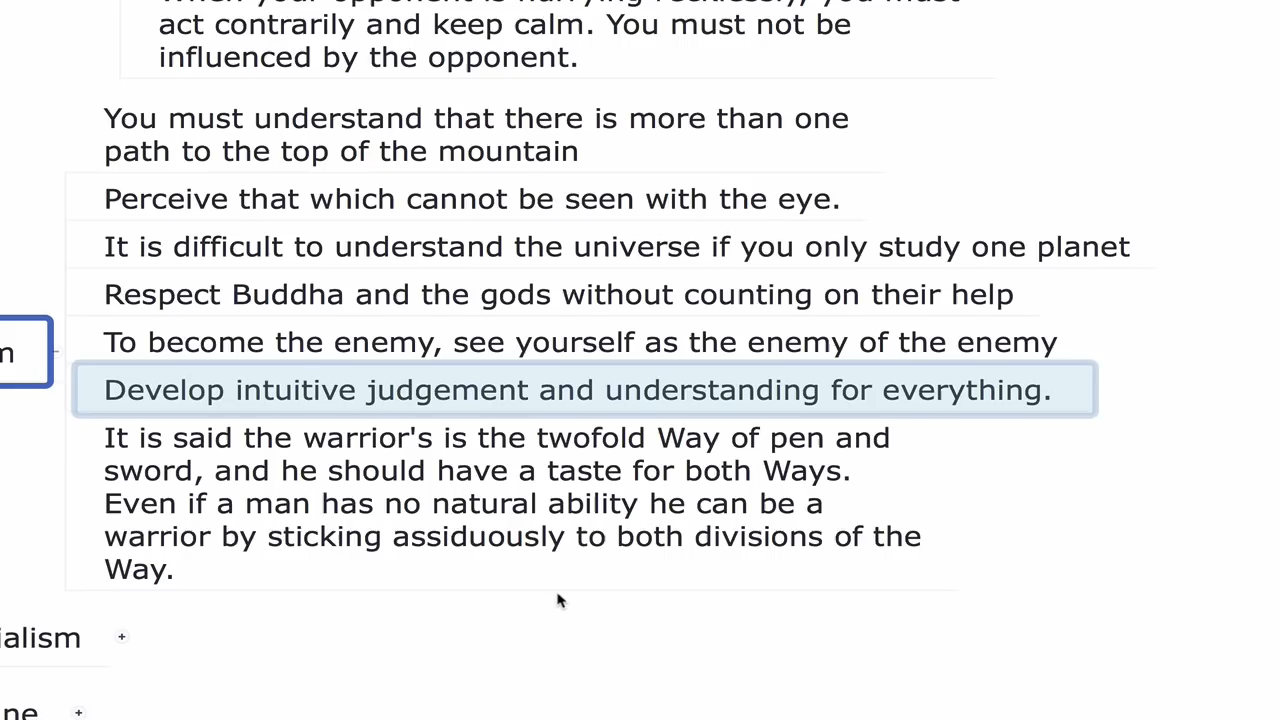 act contrarily and keep calm. You must not be
influenced by the opponent.
You must understand that there is more than one
path to the top of the mountain
Perceive that which cannot be seen with the eye.
It is difficult to understand the universe if you only study one planet
Respect Buddha and the gods without counting on their help
m
To become the enemy, see yourself as the enemy of the enemy
Develop intuitive judgement and understanding for everything.
It is said the warrior's is the twofold Way of pen and
sword, and he should have a taste for both Ways.
Even if a man has no natural ability he can be a
warrior by sticking assiduously to both divisions of the
Way.
ialism
ne